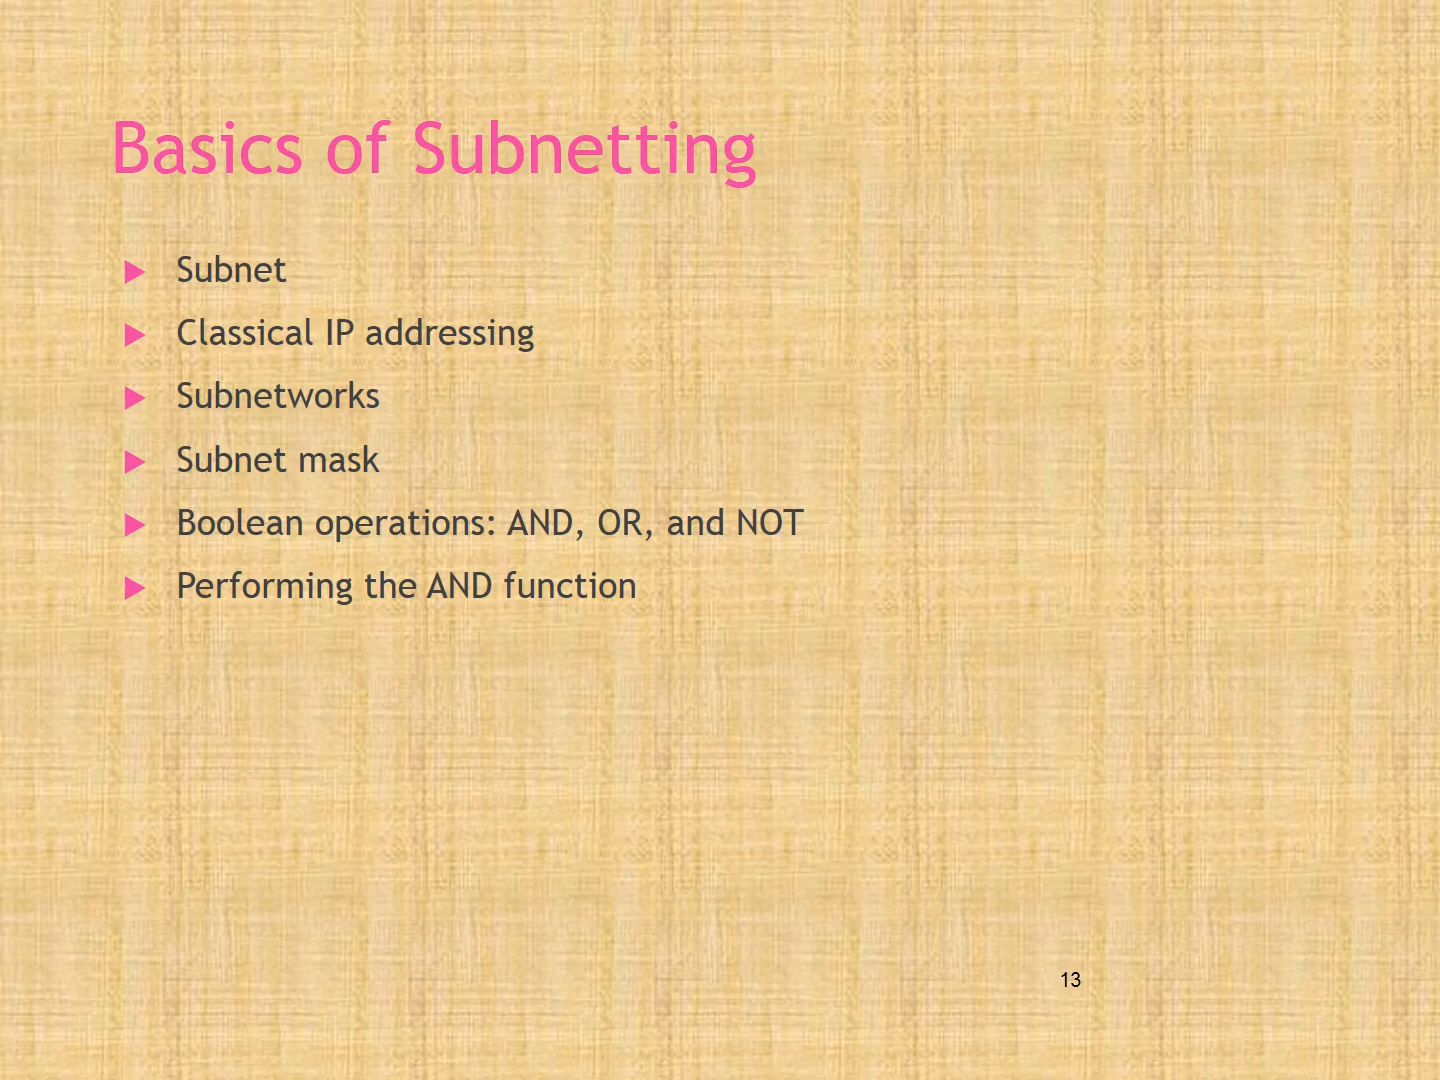 Basics of Subnetting
Subnet
Classical IP addressing
Subnetworks
Subnet mask
Boolean operations: AND, OR, and NOT
Performing the AND function
13